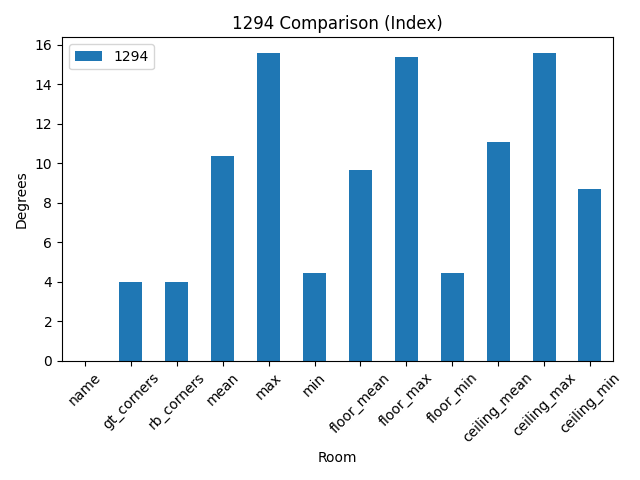 1294 Comparison (Index)
1294
Degrees
16
14
12
10
8
6
4
2
0
name
gt_corners
rb_corners
mean
max
min
floor_mean
floor_max
floor_min
ceiling_mean
ceiling_max
ceiling_min
Room